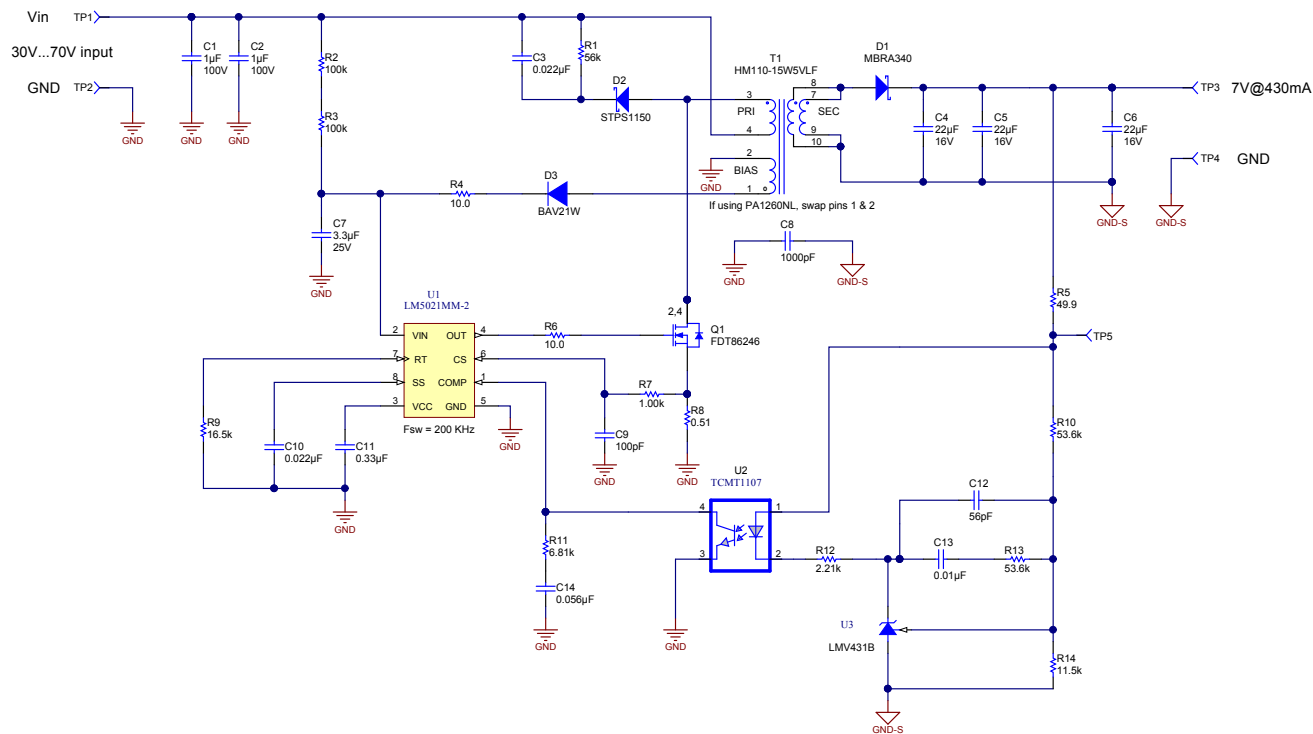 Vin
TP1
30V...70V input
GND
TP2
GND
C1
1µF
100V
GND
C2
1µF
100V
GND
R2
100k
R3
100k
C3
0.022µF
R1
56k
D2
STPS1150
T1
HM110-15W5VLF
3
PRI
4
2
BIAS
1
8
7
SEC
9
10
GND
If using PA1260NL, swap pins 1 & 2
D1
MBRA340
C4
22µF
16V
C5
22µF
16V
C6
22µF
16V
TP3
7V@430mA
TP4
GND
GND-S
GND-S
R4
10.0
D3
BAV21W
C7
3.3µF
25V
GND
C8
1000pF
GND
GND-S
U1
LM5021MM-2
2
VIN
OUT
4
7
RT
CS
6
8
SS
COMP
1
3
VCC
GND
5
Fsw = 200 KHz
GND
R6
10.0
2,4
Q1
FDT86246
R7
1.00k
R8
0.51
GND
C9
100pF
GND
R9
16.5k
C10
0.022µF
C11
0.33µF
GND
R5
49.9
TP5
R10
53.6k
U2
TCMT1107
4
3
1
2
GND
R11
6.81k
C14
0.056µF
GND
R12
2.21k
C12
56pF
C13
0.01µF
R13
53.6k
U3
LMV431B
R14
11.5k
GND-S